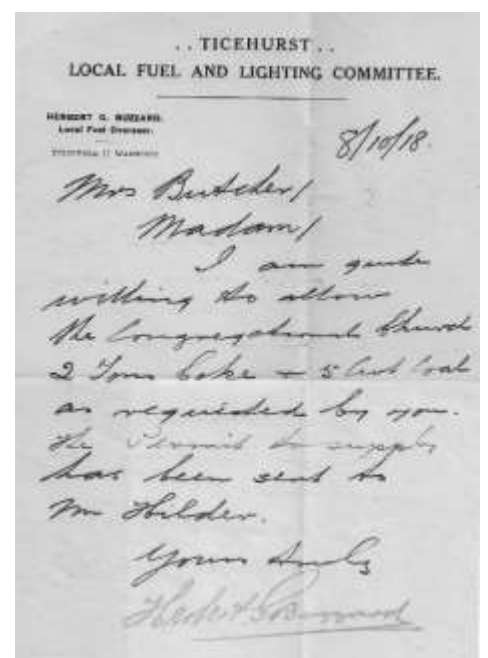 . . TICEHURST . .
LOCAL FUEL AND LIGHTING COMMITTEE.
HERBERT G. BUZZARD.
Local Fuel Overseer.
8/10/18.
Mrs Butcher/
Madam/
I am quite
willing to allow
the Congregational Church
2 Tons Coke + 5 Cwt Coal
as required by you.
the Permit to supply
has been sent to
Mr Hilder.
Yours truly
Herbert G Buzzard